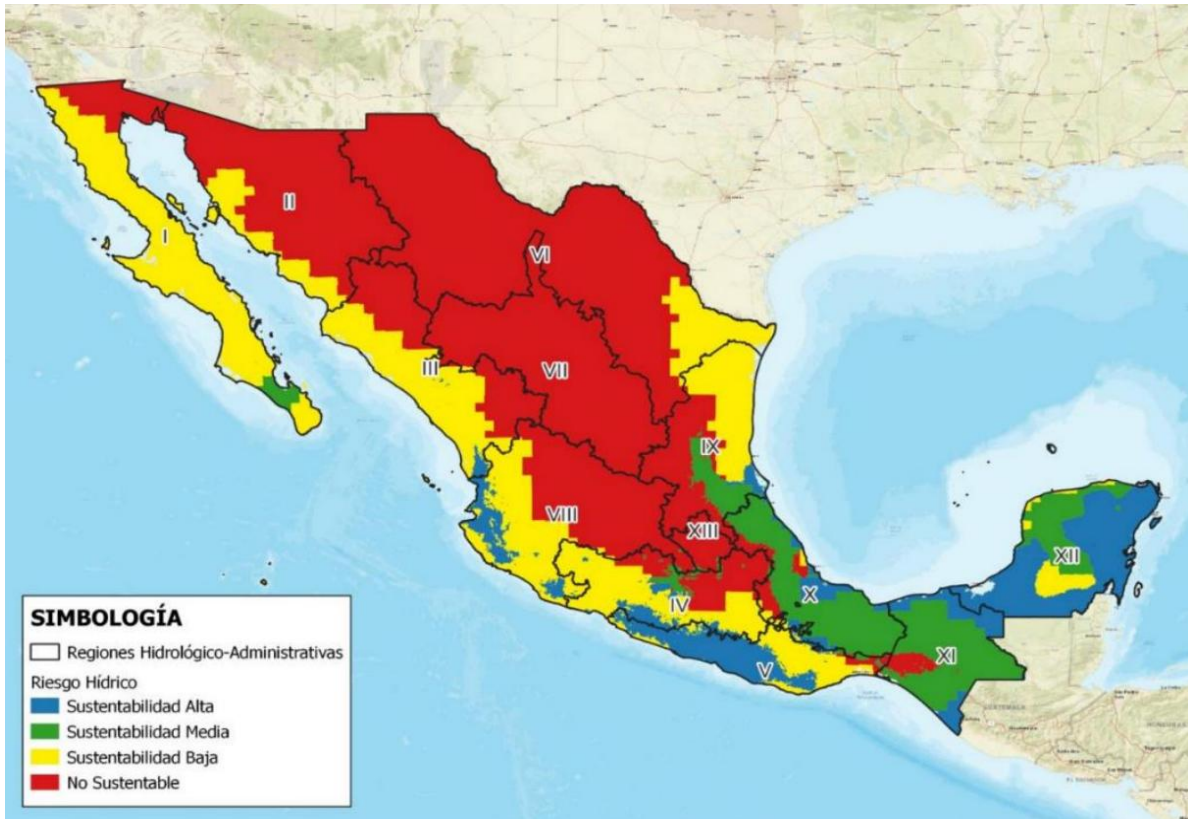 II
I
VI
III
VII
IX
VIII
XIII
XII
IV
X
V
XI
SIMBOLOGÍA
Regiones Hidrológico-Administrativas
Riesgo Hídrico
Sustentabilidad Alta
Sustentabilidad Media
Sustentabilidad Baja
No Sustentable